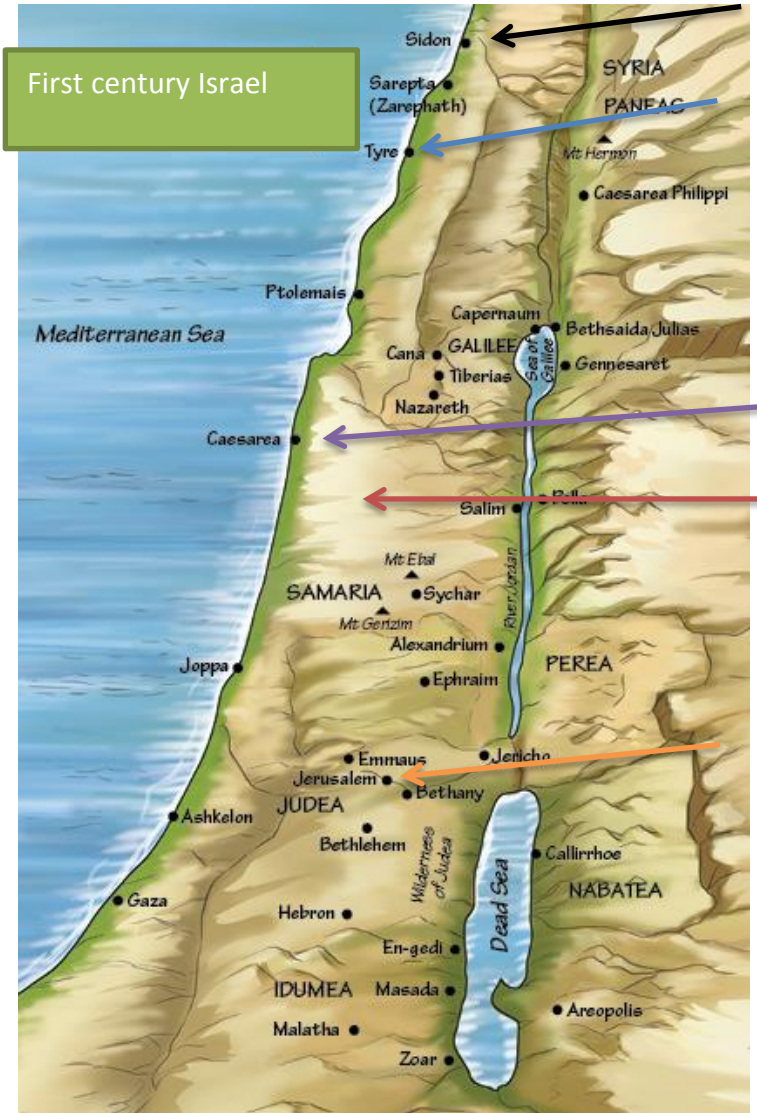 First century Israel
Sidon
SYRIA
Sarepta
(Zarephath)
PANEAS
Tyre
Mt Hermon
Caesarea Philippi
Ptolemais
Capernaum
Bethsaida Julias
Mediterranean Sea
Cana
GALILEE
Sea of
Galilee
Gennesaret
Tiberias
Nazareth
Caesarea
Pella
Salim
Mt Ebal
SAMARIA
Sychar
River Jordan
Mt Gerizim
Alexandrium
Joppa
PEREA
Ephraim
Emmaus
Jericho
Jerusalem
JUDEA
Bethany
Ashkelon
Bethlehem
Wilderness
of Judea
Callirrhoe
Dead Sea
NABATEA
Gaza
Hebron
En-gedi
IDUMEA
Masada
Areopolis
Malatha
Zoar